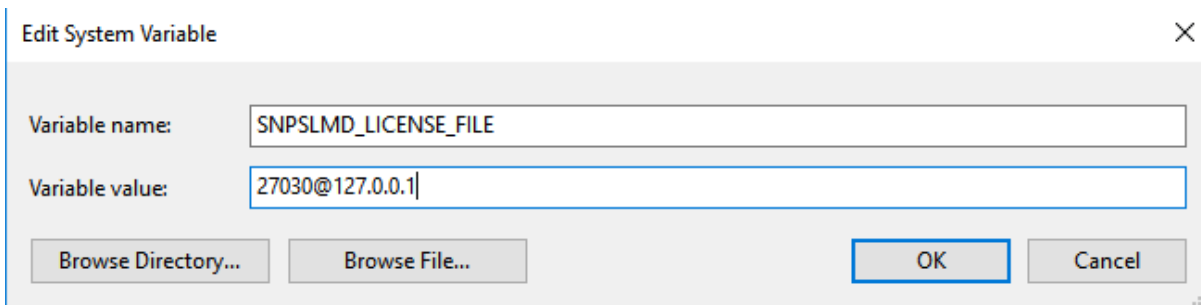 Edit System Variable
Variable name: SNPSLMD_LICENSE_FILE
Variable value: 27030@127.0.0.1
Browse Directory... Browse File... OK Cancel